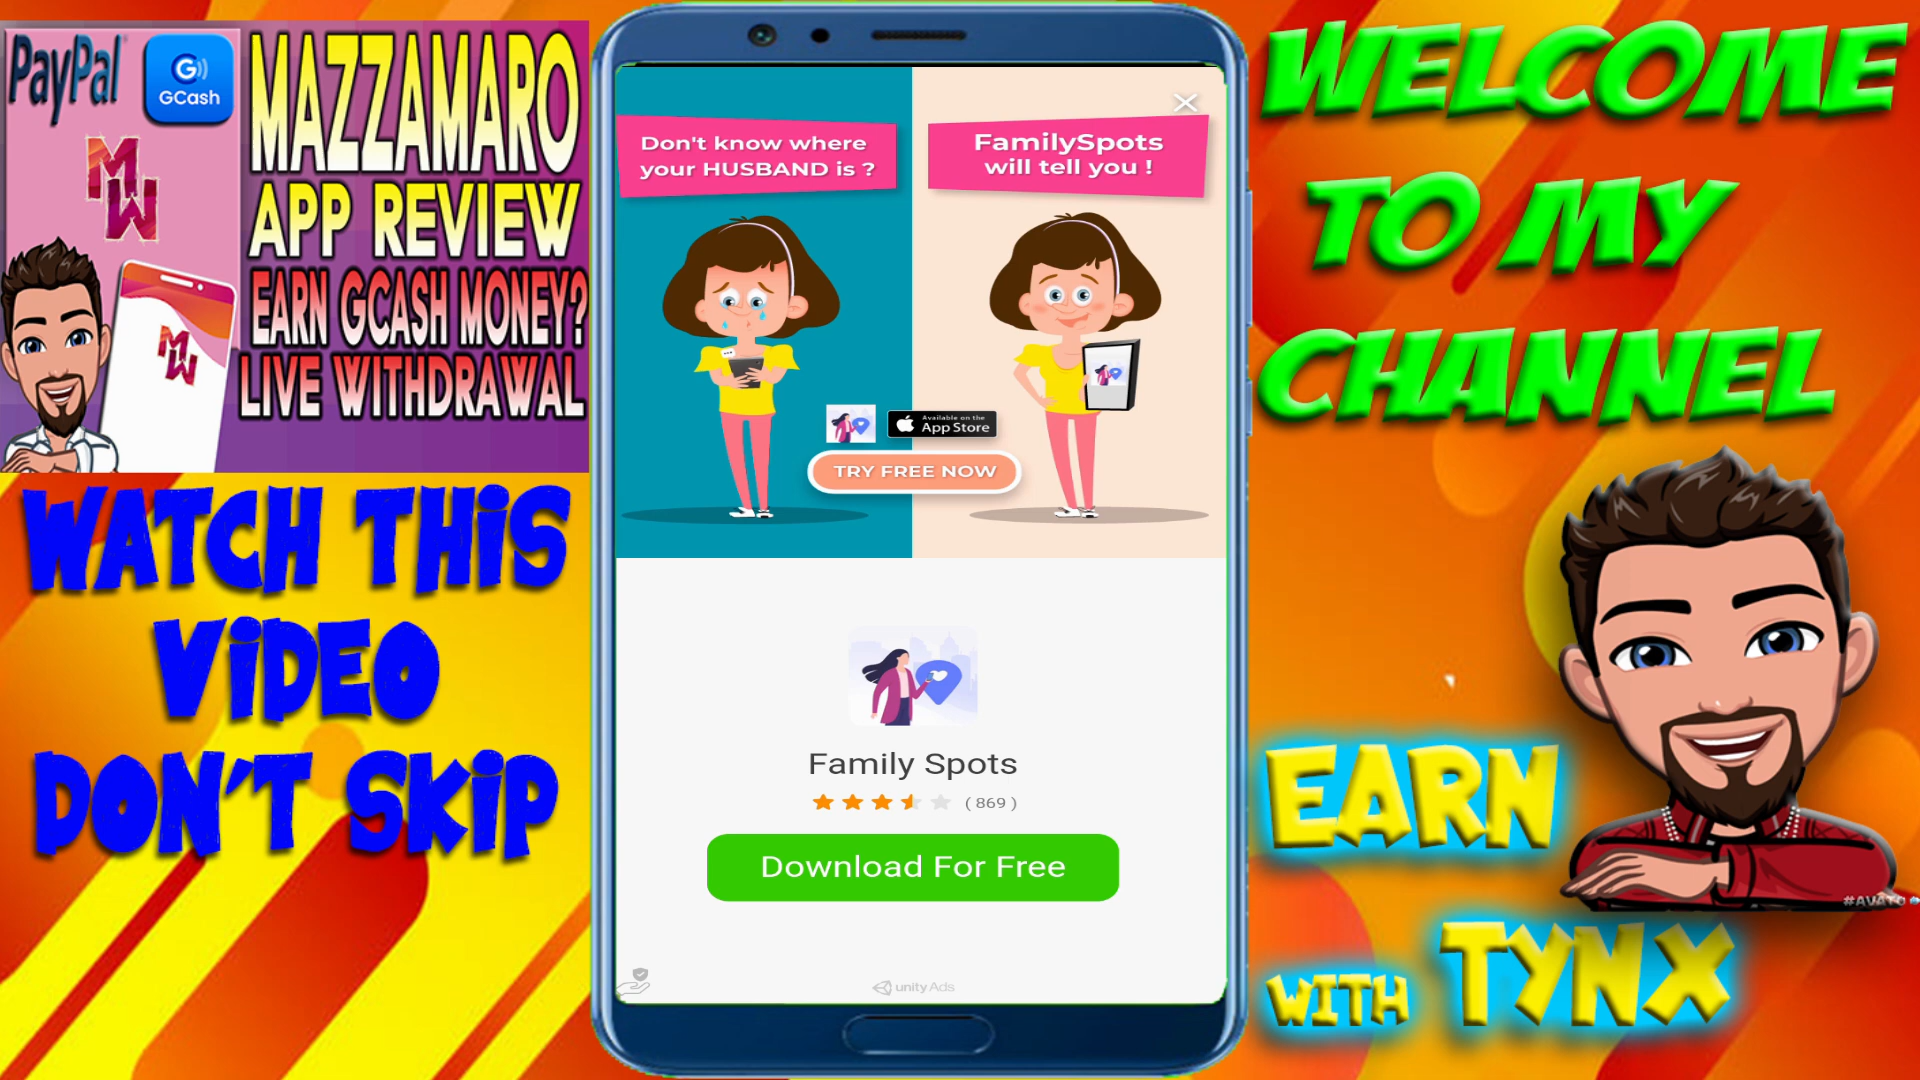 PayPal
GCash
MAZZAMARO
APP REVIEW
EARN GCASH MONEY?
LIVE WITHDRAWAL
MW
MW
WATCH THiS
ViDEO
DON'T SKiP
Don't know where
your HUSBAND is ?
FamilySpots
will tell you !
Available on the
App Store
TRY FREE NOW
Family Spots
( 869 )
Download For Free
unity Ads
WELCOME
TO MY
CHANNEL
EARN
WITH TYNX